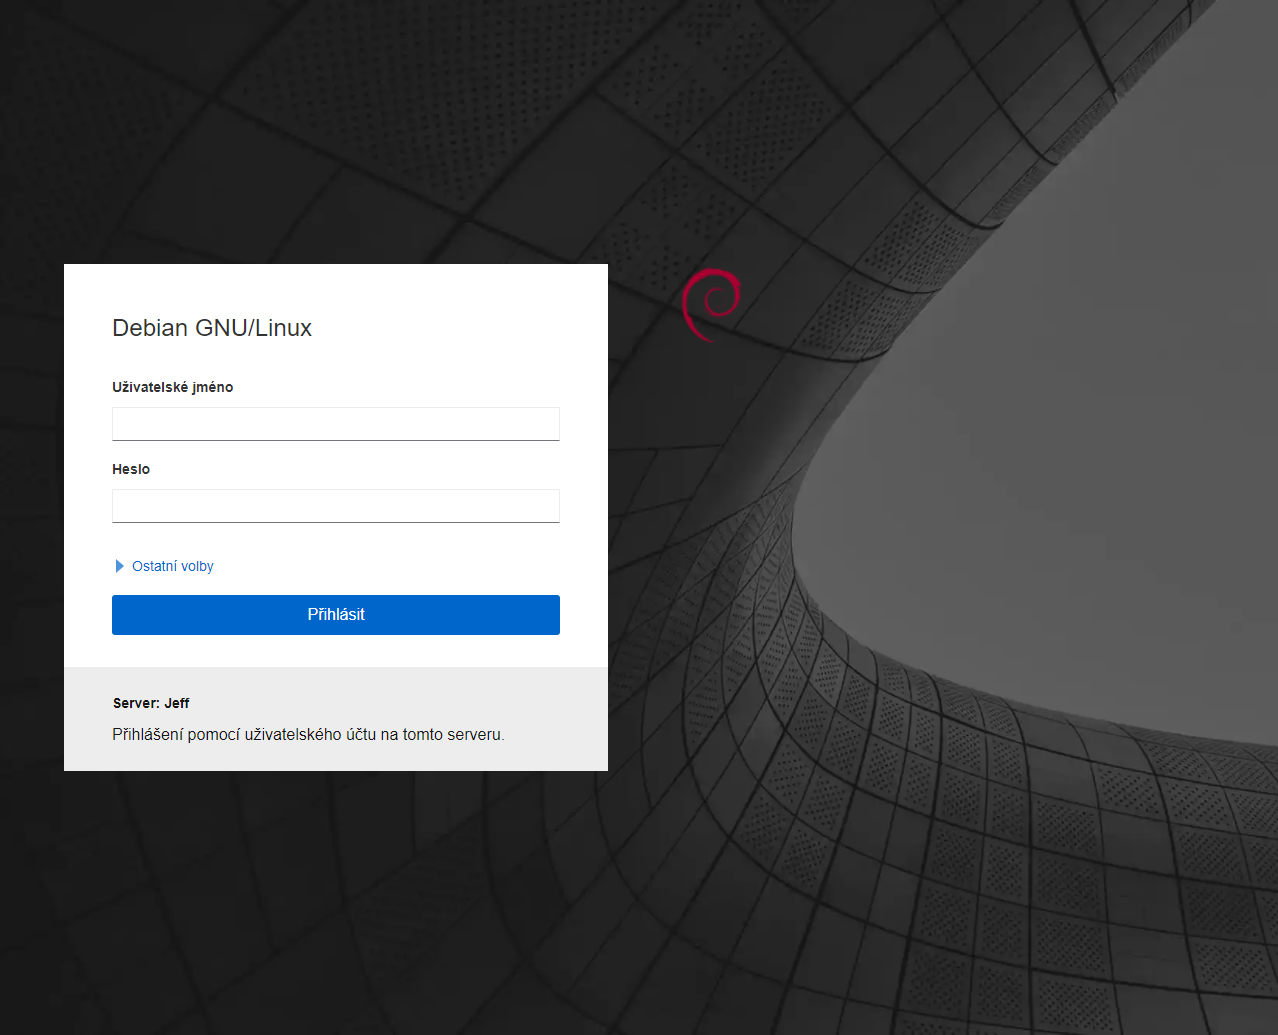 Debian GNU/Linux
Uživatelské jméno
Heslo
Ostatní volby
Přihlásit
Server: Jeff
Přihlášení pomocí uživatelského účtu na tomto serveru.